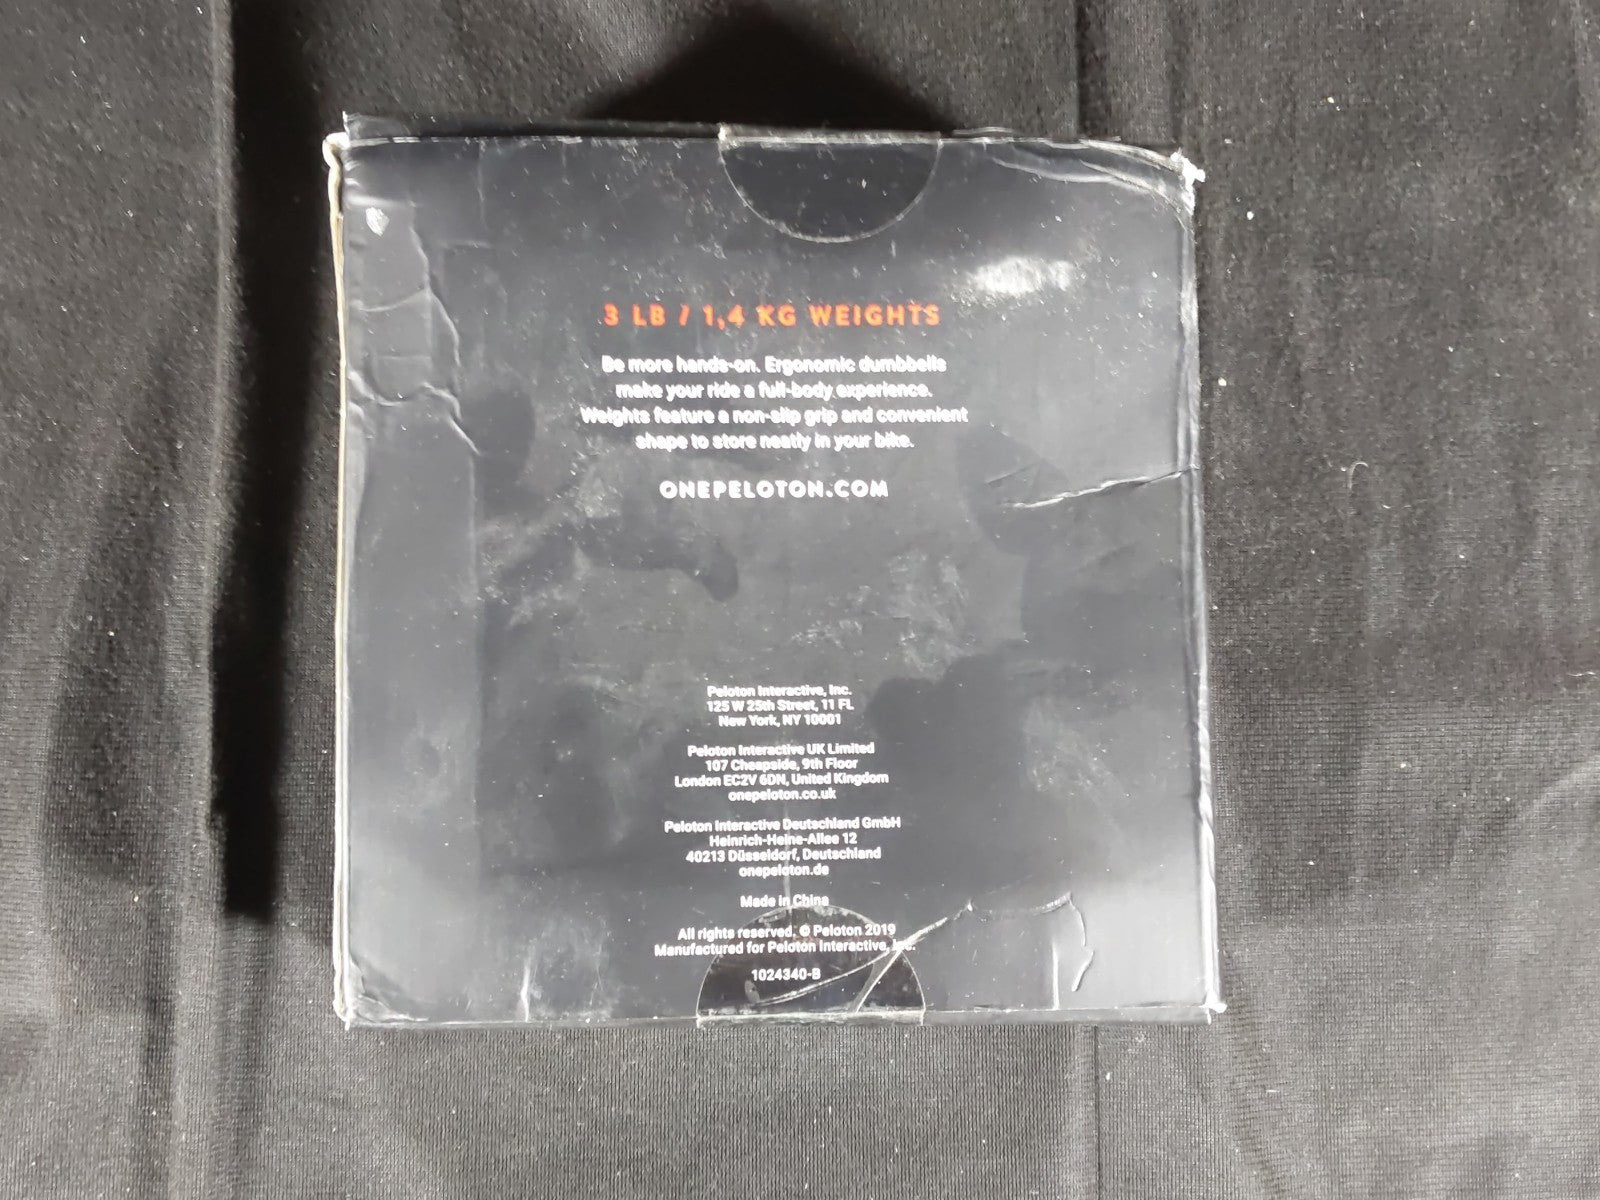 3 LB / 1,4 KG WEIGHTS
Be more hands-on. Ergonomic dumbbells
make your ride a full-body experience.
Weights feature a non-slip grip and convenient
shape to store neatly in your bike.
ONEPELOTON.COM
Peloton Interactive, Inc.
125 W 25th Street, 11 FL
New York, NY 10001
Peloton Interactive UK Limited
107 Cheapside, 9th Floor
London EC2V 6DN, United Kingdom
onepeloton.co.uk
Peloton Interactive Deutschland GmbH
Heinrich-Heine-Allee 12
40213 Düsseldorf, Deutschland
onepeloton.de
Made in China
All rights reserved. © Peloton 2019
Manufactured for Peloton Interactive, Inc.
1024340-B